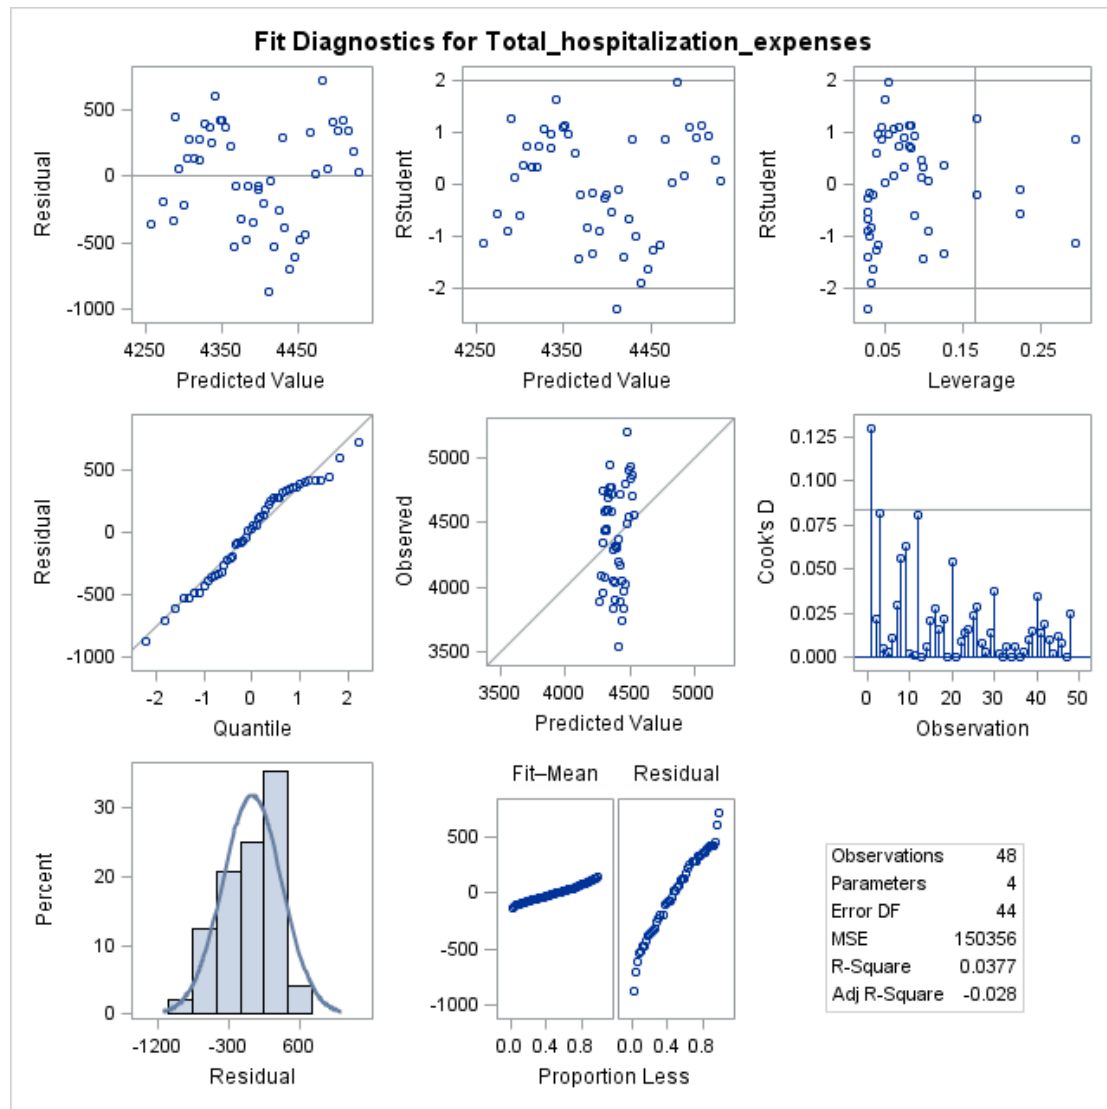 Fit Diagnostics for Total_hospitalization_expenses
500
0
-500
-1000
Residual
4250 4350 4450
Predicted Value
2
1
0
-1
-2
RStudent
4250 4350 4450
Predicted Value
2
1
0
-1
-2
RStudent
0.05 0.15 0.25
Leverage
500
0
-500
-1000
Residual
-2 -1 0 1 2
Quantile
5000
4500
4000
3500
Observed
3500 4000 4500 5000
Predicted Value
0.125
0.100
0.075
0.050
0.025
0.000
Cook's D
0 10 20 30 40 50
Observation
30
20
10
0
Percent
-1200 -300 600
Residual
Fit–Mean Residual
500
0
-500
-1000
0.0 0.4 0.8 0.0 0.4 0.8
Proportion Less
Observations 48
Parameters 4
Error DF 44
MSE 150356
R-Square 0.0377
Adj R-Square -0.028